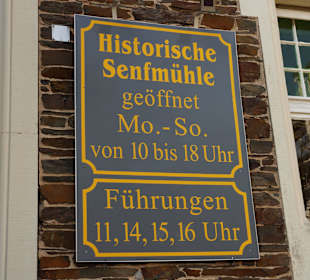 Historische
Senfmühle
geöffnet
Mo.-So.
von 10 bis 18 Uhr
Führungen
11, 14, 15, 16 Uhr